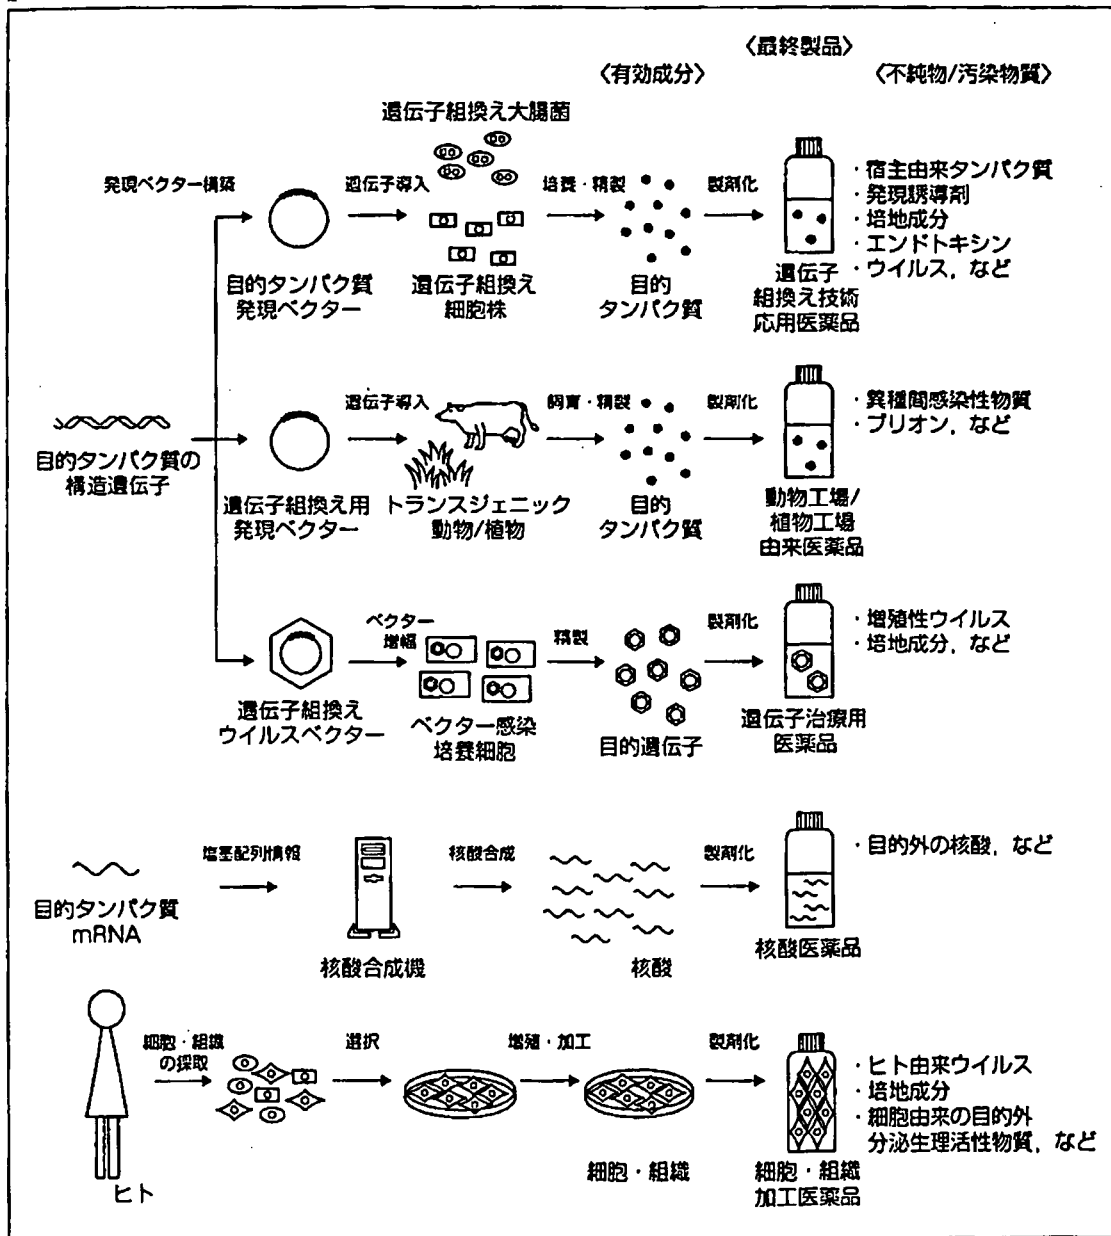 〈最終製品〉
〈有効成分〉
〈不純物/汚染物質〉
遺伝子組換え大腸菌
発現ベクター構築
遺伝子導入
培養・精製
製剤化
目的タンパク質
発現ベクター
遺伝子組換え
細胞株
目的
タンパク質
遺伝子
組換え技術
応用医薬品
・宿主由来タンパク質
・発現誘導剤
・培地成分
・エンドトキシン
・ウイルス，など
目的タンパク質の
構造遺伝子
遺伝子導入
飼育・精製
製剤化
遺伝子組換え用
発現ベクター
トランスジェニック
動物/植物
目的
タンパク質
動物工場/
植物工場
由来医薬品
・異種間感染性物質
・プリオン，など
ベクター
増幅
精製
製剤化
遺伝子組換え
ウイルスベクター
ベクター感染
培養細胞
目的遺伝子
遺伝子治療用
医薬品
・増殖性ウイルス
・培地成分，など
塩基配列情報
核酸合成
製剤化
目的タンパク質
mRNA
核酸合成機
核酸
核酸医薬品
・目的外の核酸，など
細胞・組織
の採取
選択
増殖・加工
製剤化
ヒト
細胞・組織
細胞・組織
加工医薬品
・ヒト由来ウイルス
・培地成分
・細胞由来の目的外
分泌生理活性物質，など